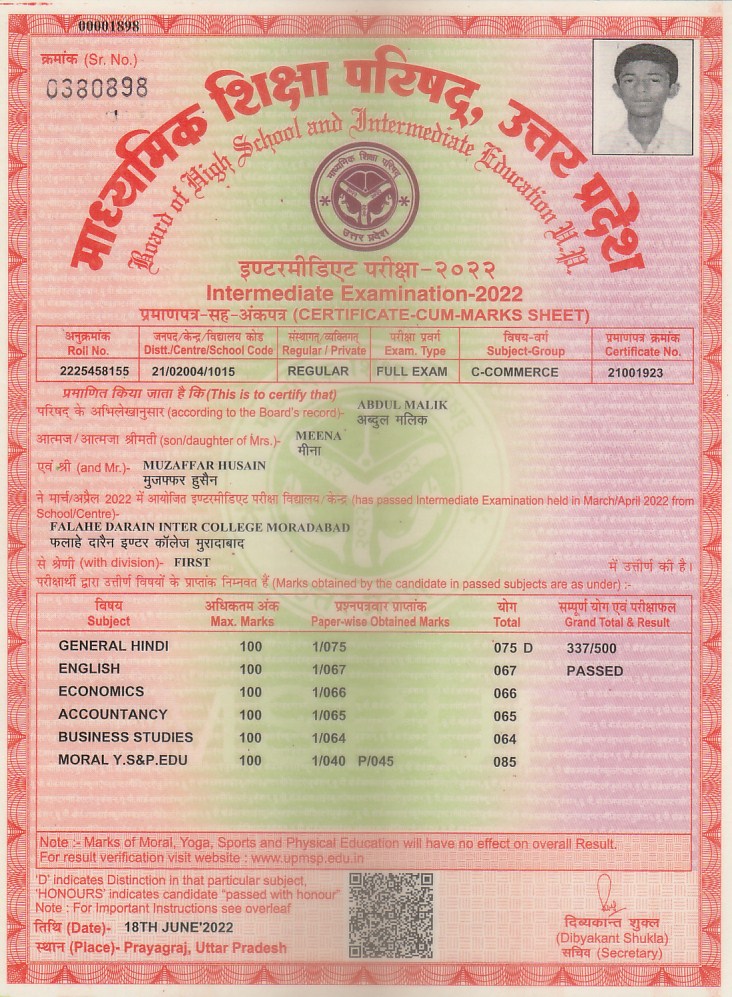 00001898
क्रमांक (Sr. No.)
0380898
माध्यमिक शिक्षा परिषद्, उत्तर प्रदेश
Board of High School and Intermediate Education U.P.
माध्यमिक शिक्षा परिषद्
उत्तर प्रदेश
इण्टरमीडिएट परीक्षा-२०२२
Intermediate Examination-2022
प्रमाणपत्र-सह-अंकपत्र (CERTIFICATE-CUM-MARKS SHEET)
अनुक्रमांक जनपद/केन्द्र/विद्यालय कोड संस्थागत/व्यक्तिगत परीक्षा प्रवर्ग विषय-वर्ग प्रमाणपत्र क्रमांक
Roll No. Distt./Centre/School Code Regular / Private Exam. Type Subject-Group Certificate No.
2225458155 21/02004/1015 REGULAR FULL EXAM C-COMMERCE 21001923
प्रमाणित किया जाता है कि (This is to certify that)
परिषद् के अभिलेखानुसार (according to the Board's record)- ABDUL MALIK
अब्दुल मलिक
आत्मज/आत्मजा श्रीमती (son/daughter of Mrs.)- MEENA
मीना
एवं श्री (and Mr.)- MUZAFFAR HUSAIN
मुजफ्फर हुसैन
ने मार्च/अप्रैल 2022 में आयोजित इण्टरमीडिएट परीक्षा विद्यालय/केन्द्र (has passed Intermediate Examination held in March/April 2022 from
School/Centre)-
FALAHE DARAIN INTER COLLEGE MORADABAD
फलाहे दारैन इण्टर कॉलेज मुरादाबाद
से श्रेणी (with division)- FIRST में उत्तीर्ण की है।
परीक्षार्थी द्वारा उत्तीर्ण विषयों के प्राप्तांक निम्नवत हैं (Marks obtained by the candidate in passed subjects are as under) :-
विषय अधिकतम अंक प्रश्नपत्रवार प्राप्तांक योग सम्पूर्ण योग एवं परीक्षाफल
Subject Max. Marks Paper-wise Obtained Marks Total Grand Total & Result
GENERAL HINDI 100 1/075 075 D 337/500
ENGLISH 100 1/067 067 PASSED
ECONOMICS 100 1/066 066
ACCOUNTANCY 100 1/065 065
BUSINESS STUDIES 100 1/064 064
MORAL Y.S&P.EDU 100 1/040 P/045 085
Note :- Marks of Moral, Yoga, Sports and Physical Education will have no effect on overall Result.
For result verification visit website : www.upmsp.edu.in
'D' indicates Distinction in that particular subject,
'HONOURS' indicates candidate "passed with honour"
Note : For Important Instructions see overleaf
तिथि (Date)- 18TH JUNE'2022
स्थान (Place)- Prayagraj, Uttar Pradesh
दिव्यकान्त शुक्ल
(Dibyakant Shukla)
सचिव (Secretary)